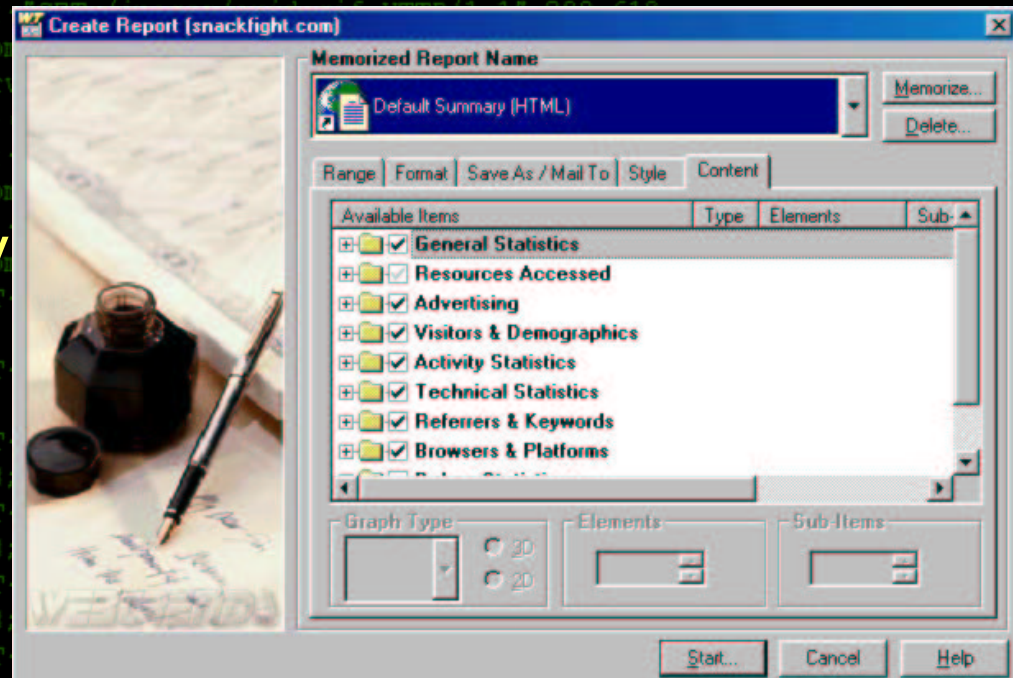 Create Report (snackfight.com)
Memorized Report Name
Default Summary (HTML)
Memorize...
Delete...
Range Format Save As / Mail To Style Content
Available Items Type Elements Sub-
General Statistics
Resources Accessed
Advertising
Visitors & Demographics
Activity Statistics
Technical Statistics
Referrers & Keywords
Browsers & Platforms
Graph Type
3D
2D
Elements
Sub-Items
WEBTRENDS
Start... Cancel Help
y